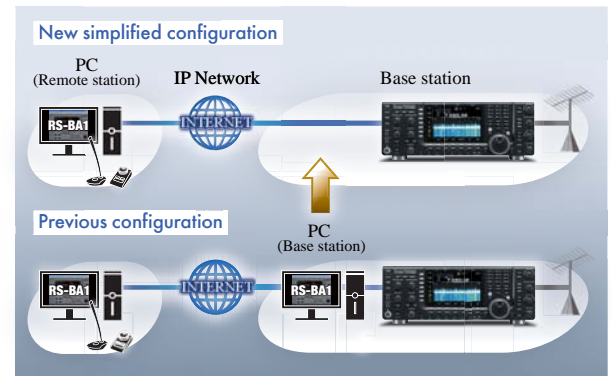 New simplified configuration
PC
(Remote station)
IP Network
Base station
RS-BA1
INTERNET
Previous configuration
PC
(Base station)
RS-BA1
INTERNET
RS-BA1